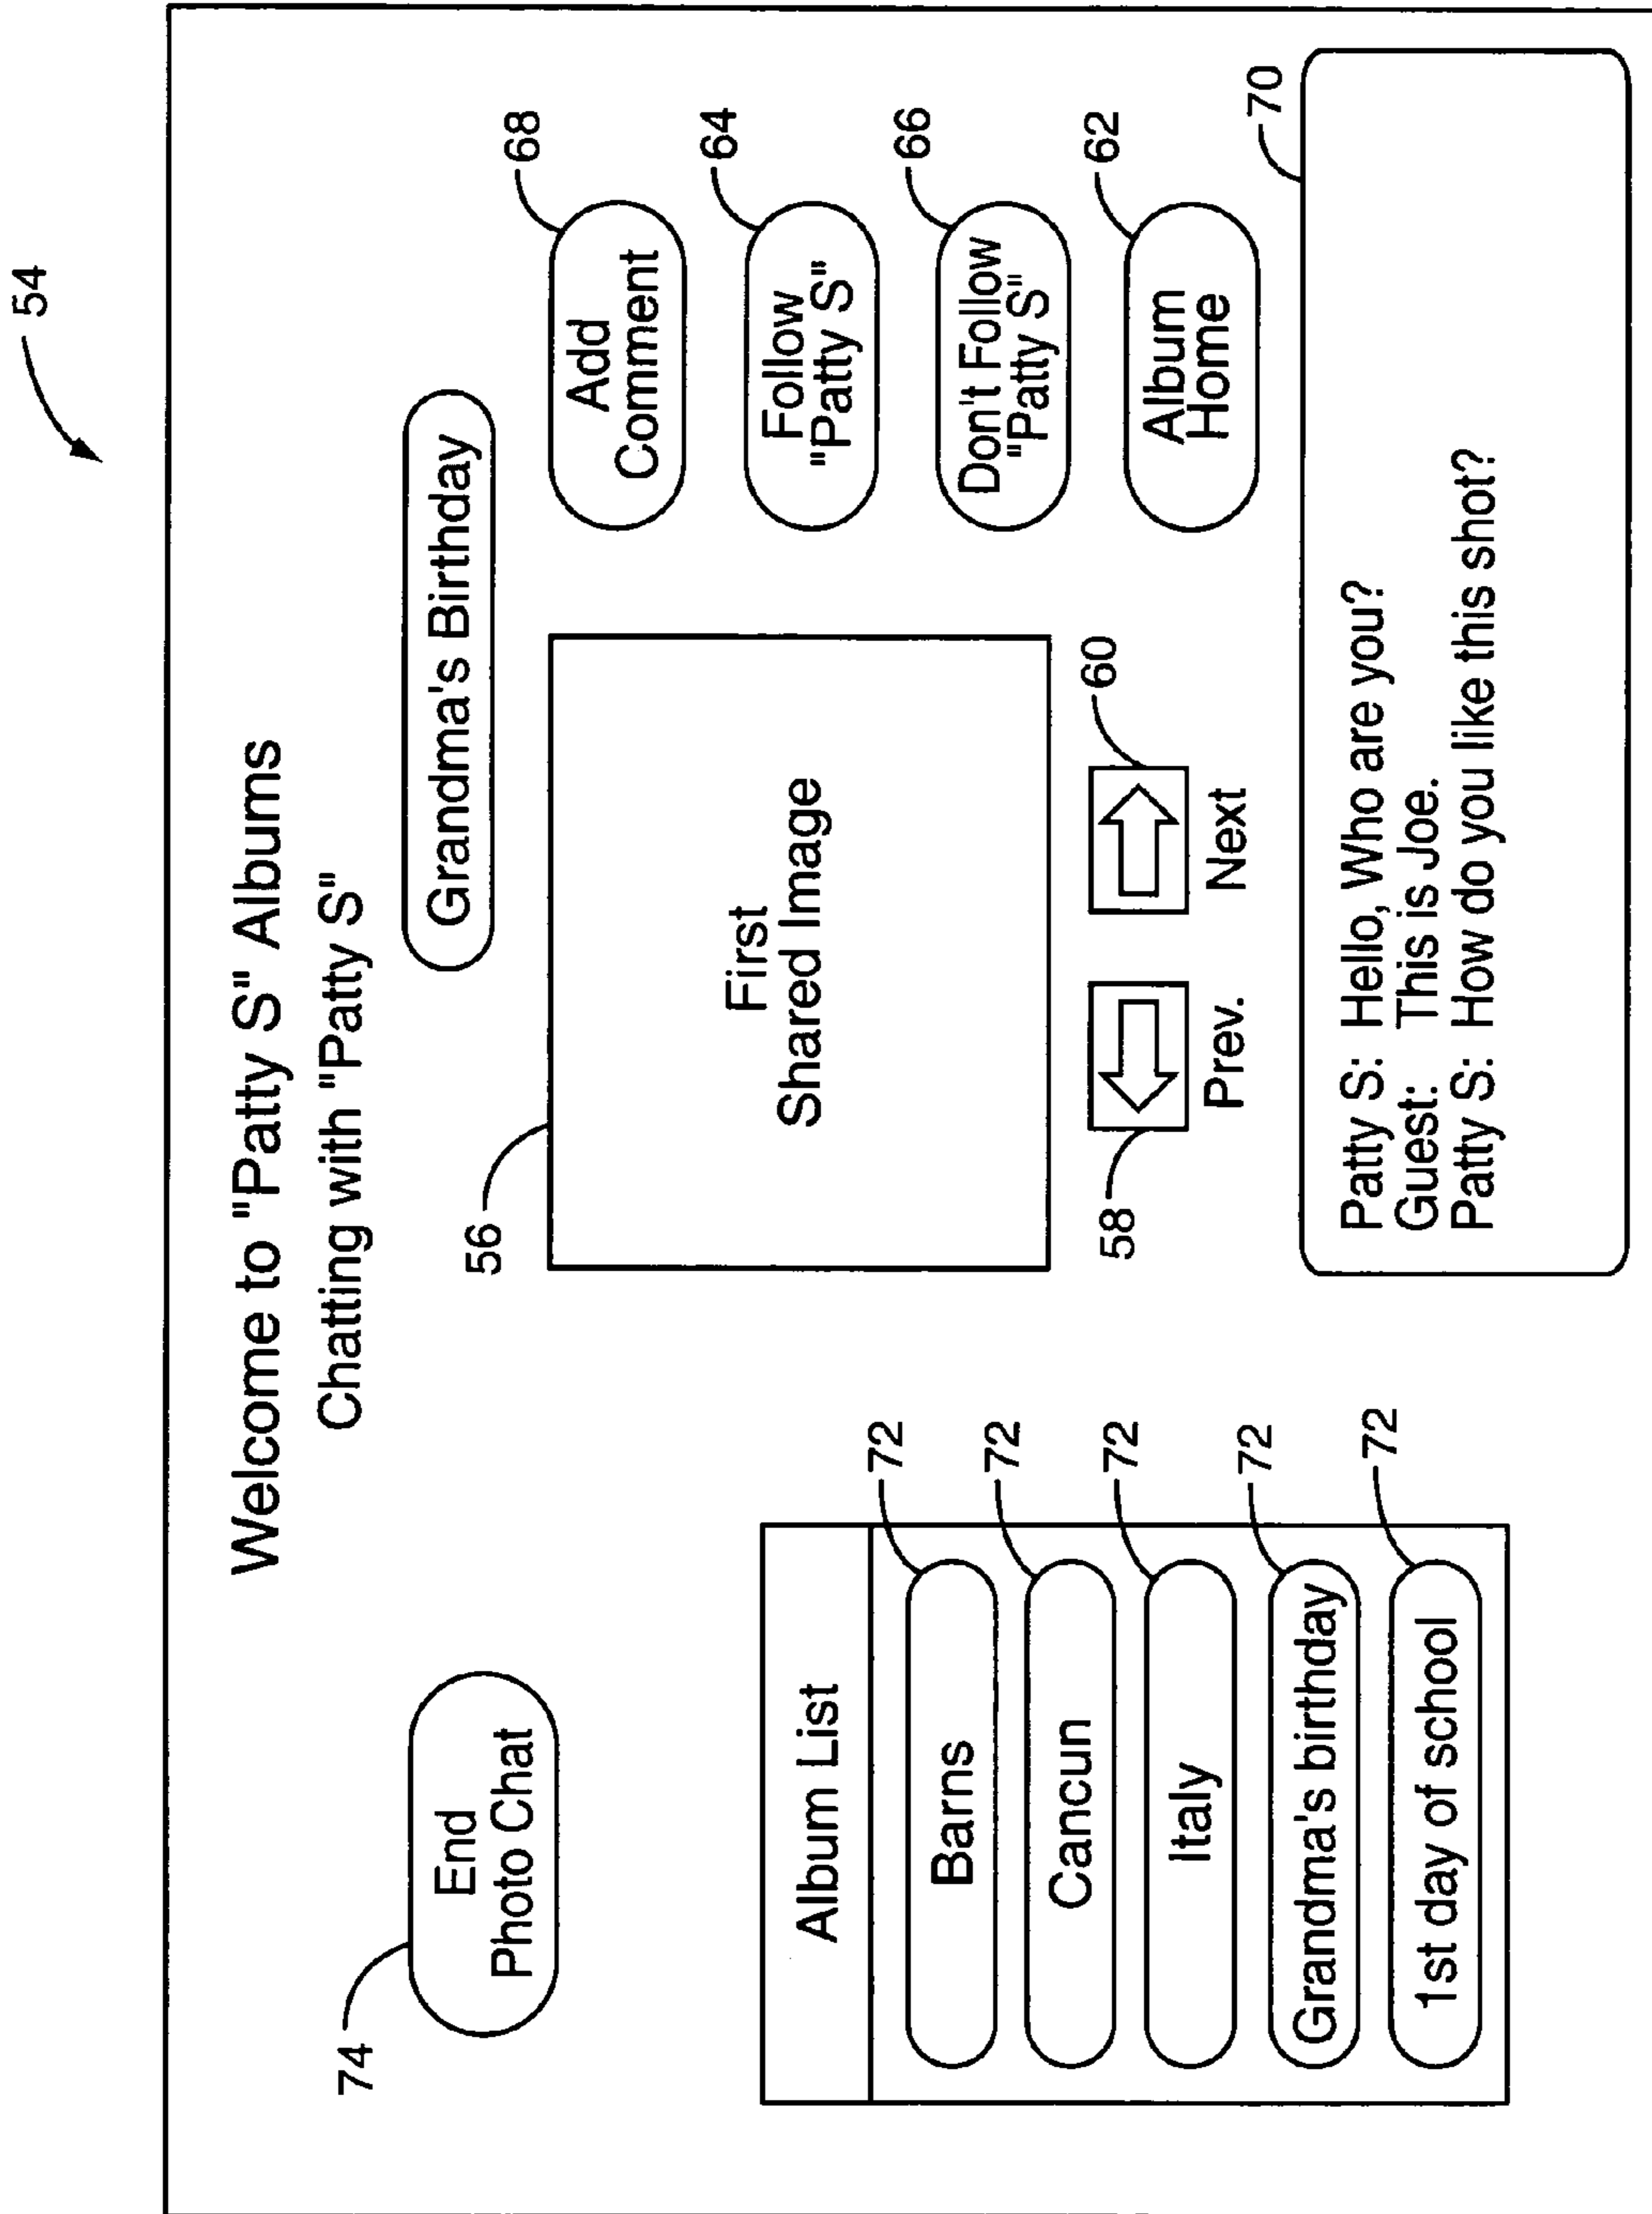 54
Welcome to "Patty S" Albums
Chatting with "Patty S"
74
End
Photo Chat
Grandma's Birthday
56
First
Shared Image
68
Add
Comment
64
Follow
"Patty S"
66
Don't Follow
"Patty S"
62
Album
Home
58
Prev.
60
Next
Album List
72
Barns
72
Cancun
72
Italy
72
Grandma's birthday
72
1st day of school
70
Patty S: Hello, Who are you?
Guest: This is Joe.
Patty S: How do you like this shot?